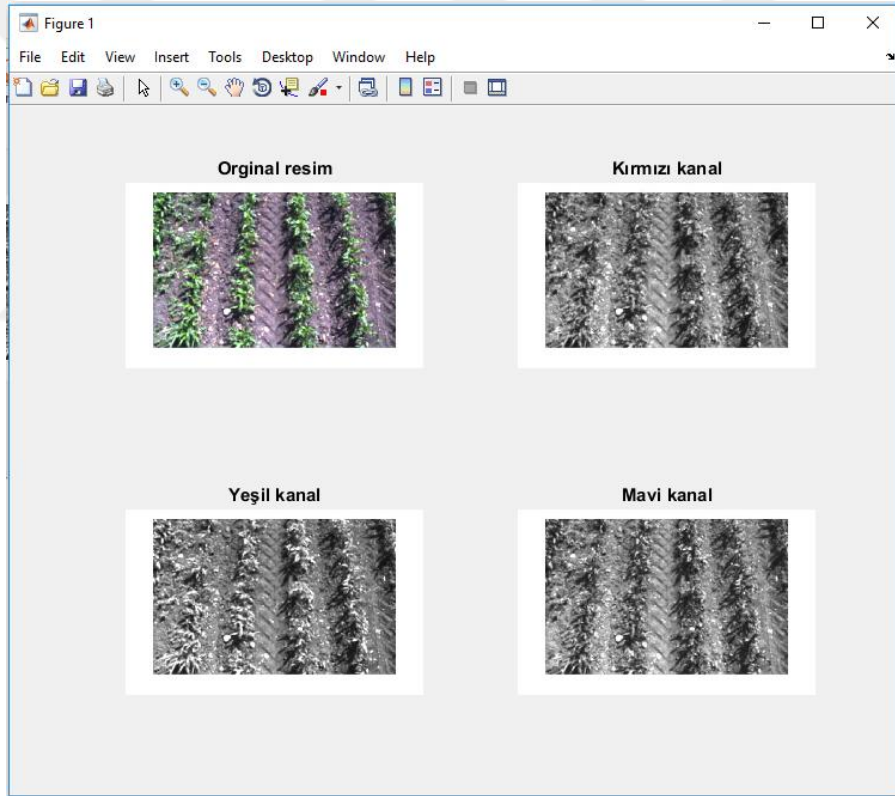 Figure 1
File Edit View Insert Tools Desktop Window Help
Orginal resim
Kırmızı kanal
Yeşil kanal
Mavi kanal